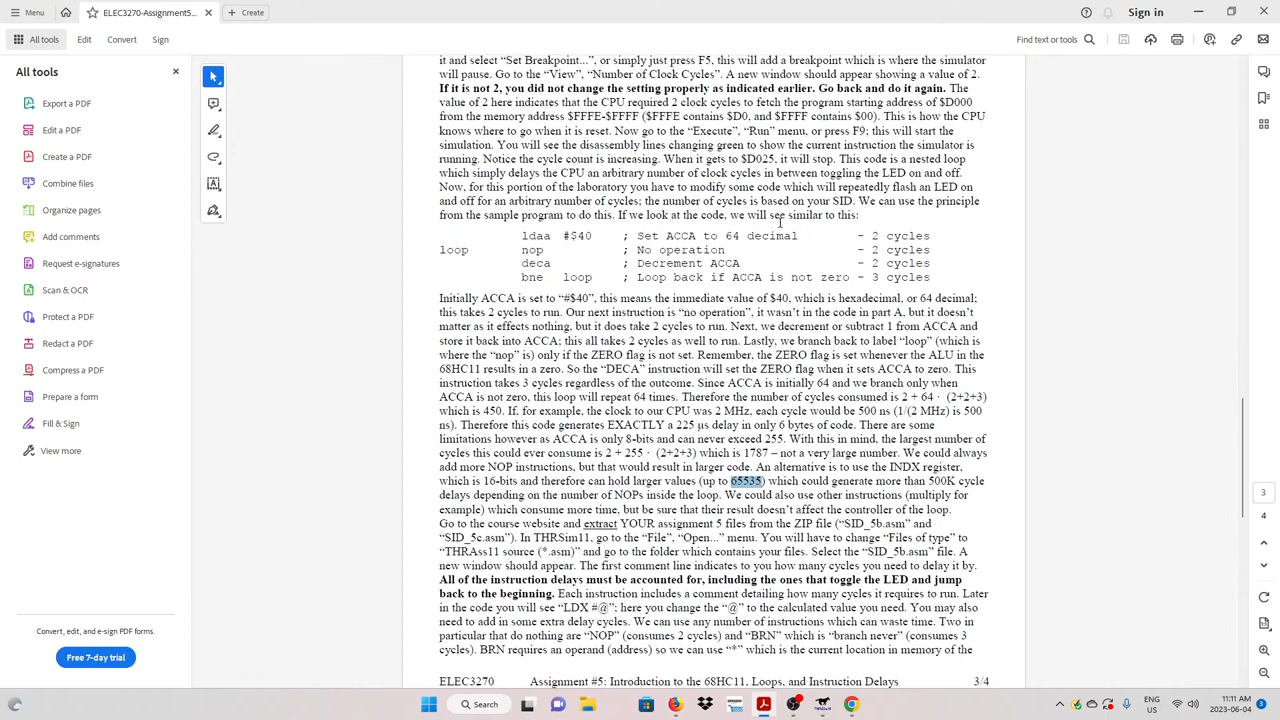 Menu
ELEC3270-AssignmentS...
Create
Sign in
All tools
Edit
Convert
Sign
Find text or tools
All tools
Export a PDF
Edit a PDF
Create a PDF
Combine files
Organize pages
Add comments
Request e-signatures
Scan & OCR
Protect a PDF
Redact a PDF
Compress a PDF
Prepare a form
Fill & Sign
View more
Convert, edit, and e-sign PDF forms.
Free 7-day trial
it and select “Set Breakpoint...”, or simply just press F5, this will add a breakpoint which is where the simulator
will pause. Go to the “View”, “Number of Clock Cycles”. A new window should appear showing a value of 2.
If it is not 2, you did not change the setting properly as indicated earlier. Go back and do it again. The
value of 2 here indicates that the CPU required 2 clock cycles to fetch the program starting address of $D000
from the memory address $FFFE-$FFFF ($FFFE contains $D0, and $FFFF contains $00). This is how the CPU
knows where to go when it is reset. Now go to the “Execute”, “Run” menu, or press F9; this will start the
simulation. You will see the disassembly lines changing green to show the current instruction the simulator is
running. Notice the cycle count is increasing. When it gets to $D025, it will stop. This code is a nested loop
which simply delays the CPU an arbitrary number of clock cycles in between toggling the LED on and off.
Now, for this portion of the laboratory you have to modify some code which will repeatedly flash an LED on
and off for an arbitrary number of cycles; the number of cycles is based on your SID. We can use the principle
from the sample program to do this. If we look at the code, we will see similar to this:
ldaa #$40 ; Set ACCA to 64 decimal - 2 cycles
loop nop ; No operation - 2 cycles
deca ; Decrement ACCA - 2 cycles
bne loop ; Loop back if ACCA is not zero - 3 cycles
Initially ACCA is set to “#$40”, this means the immediate value of $40, which is hexadecimal, or 64 decimal;
this takes 2 cycles to run. Our next instruction is “no operation”, it wasn’t in the code in part A, but it doesn’t
matter as it effects nothing, but it does take 2 cycles to run. Next, we decrement or subtract 1 from ACCA and
store it back into ACCA; this all takes 2 cycles as well to run. Lastly, we branch back to label “loop” (which is
where the “nop” is) only if the ZERO flag is not set. Remember, the ZERO flag is set whenever the ALU in the
68HC11 results in a zero. So the “DECA” instruction will set the ZERO flag when it sets ACCA to zero. This
instruction takes 3 cycles regardless of the outcome. Since ACCA is initially 64 and we branch only when
ACCA is not zero, this loop will repeat 64 times. Therefore the number of cycles consumed is 2 + 64 · (2+2+3)
which is 450. If, for example, the clock to our CPU was 2 MHz, each cycle would be 500 ns (1/(2 MHz) is 500
ns). Therefore this code generates EXACTLY a 225 μs delay in only 6 bytes of code. There are some
limitations however as ACCA is only 8-bits and can never exceed 255. With this in mind, the largest number of
cycles this could ever consume is 2 + 255 · (2+2+3) which is 1787 – not a very large number. We could always
add more NOP instructions, but that would result in larger code. An alternative is to use the INDX register,
which is 16-bits and therefore can hold larger values (up to 65535) which could generate more than 500K cycle
delays depending on the number of NOPs inside the loop. We could also use other instructions (multiply for
example) which consume more time, but be sure that their result doesn’t affect the controller of the loop.
Go to the course website and extract YOUR assignment 5 files from the ZIP file (“SID_5b.asm” and
“SID_5c.asm”). In THRSim11, go to the “File”, “Open...” menu. You will have to change “Files of type” to
“THRAss11 source (*.asm)” and go to the folder which contains your files. Select the “SID_5b.asm” file. A
new window should appear. The first comment line indicates to you how many cycles you need to delay it by.
All of the instruction delays must be accounted for, including the ones that toggle the LED and jump
back to the beginning. Each instruction includes a comment detailing how many cycles it requires to run. Later
in the code you will see “LDX #@”; here you change the “@” to the calculated value you need. You may also
need to add in some extra delay cycles. We can use any number of instructions which can waste time. Two in
particular that do nothing are “NOP” (consumes 2 cycles) and “BRN” which is “branch never” (consumes 3
cycles). BRN requires an operand (address) so we can use “*” which is the current location in memory of the
ELEC3270 Assignment #5: Introduction to the 68HC11, Loops, and Instruction Delays 3/4
3
4
Search
ENG
US
11:11 AM
2023-06-04